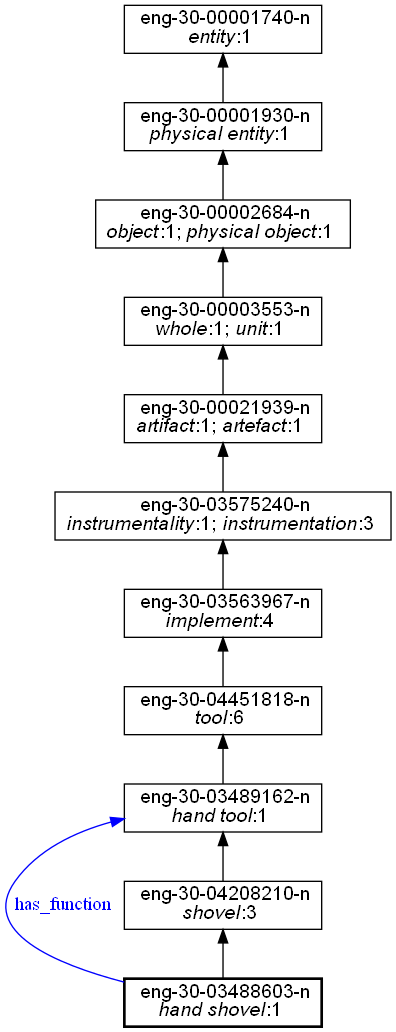 eng-30-00001740-n
entity:1
eng-30-00001930-n
physical entity:1
eng-30-00002684-n
object:1; physical object:1
eng-30-00003553-n
whole:1; unit:1
eng-30-00021939-n
artifact:1; artefact:1
eng-30-03575240-n
instrumentality:1; instrumentation:3
eng-30-03563967-n
implement:4
eng-30-04451818-n
tool:6
eng-30-03489162-n
hand tool:1
eng-30-04208210-n
shovel:3
has_function
eng-30-03488603-n
hand shovel:1